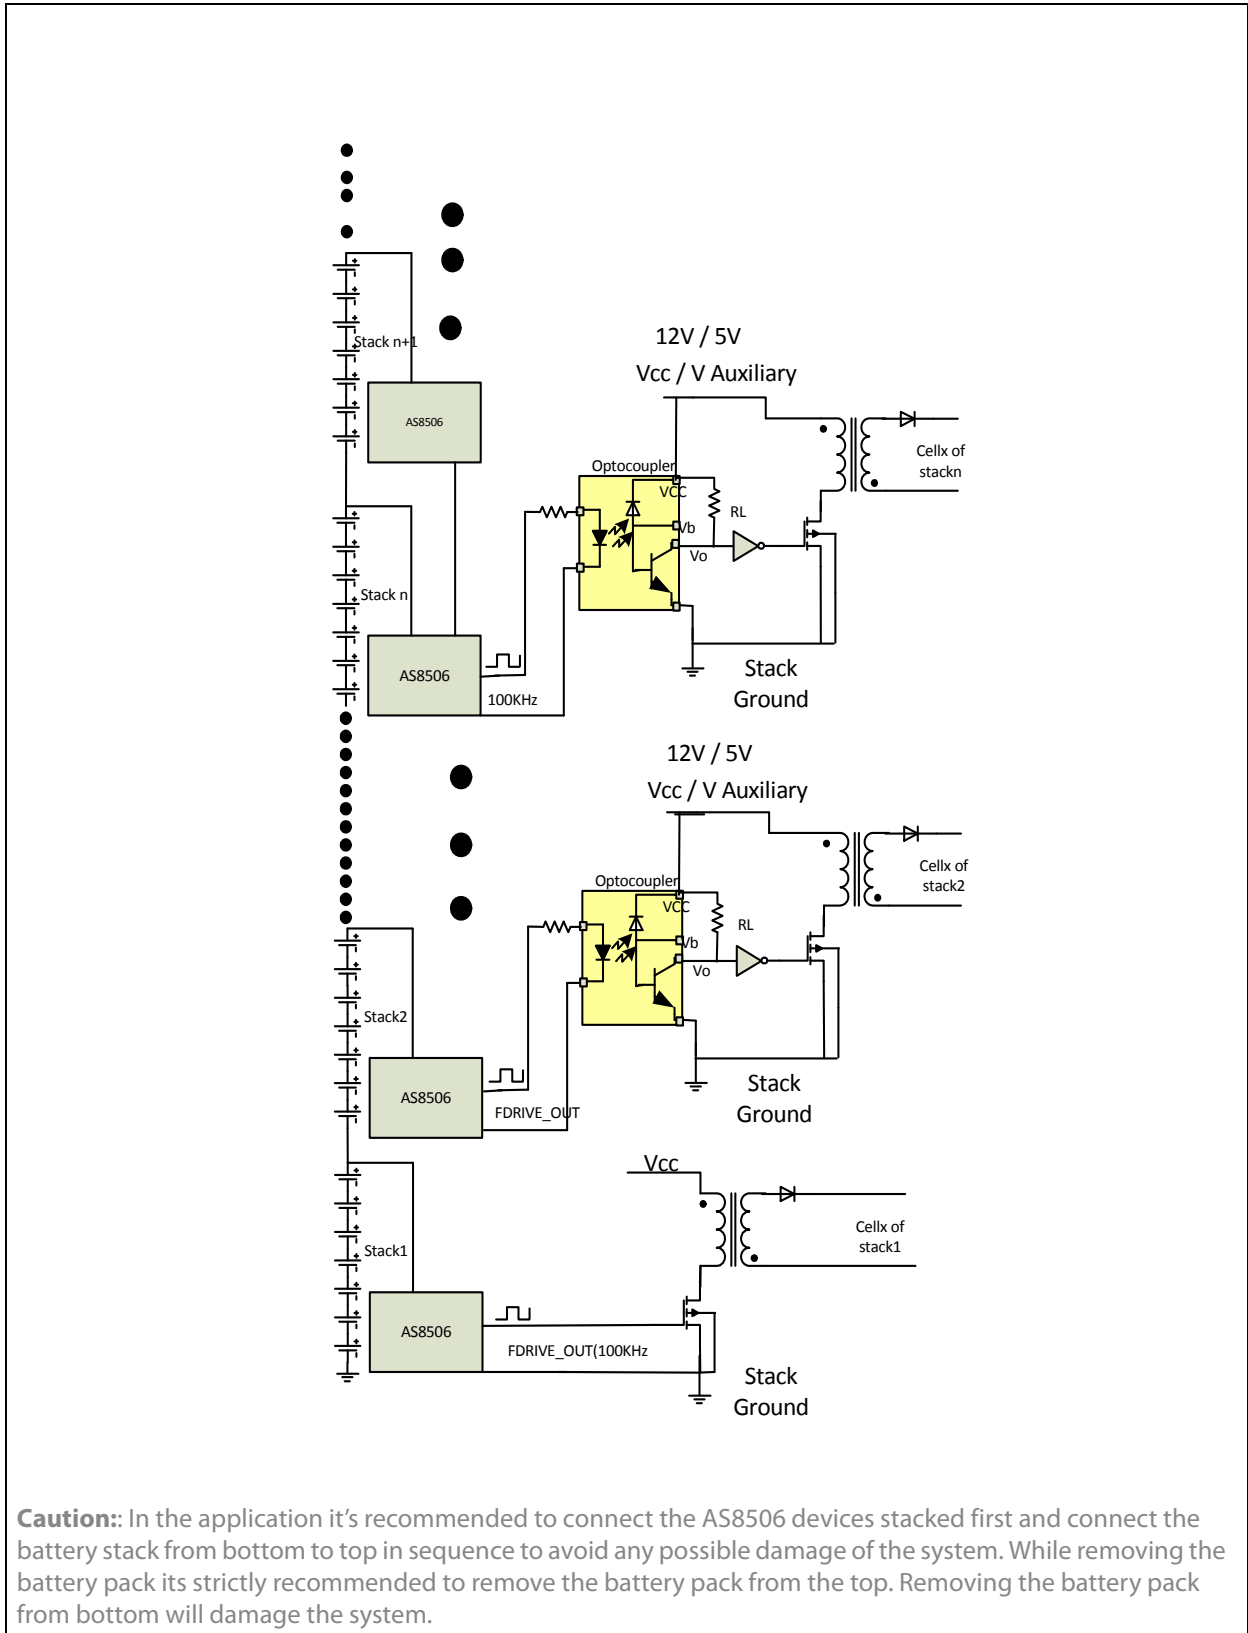 12V / 5V
Vcc / V Auxiliary
Stack n+1
AS8506
Optocoupler
VCC
Cellx of
stackn
RL
Vb
Vo
Stack n
AS8506
100KHz
Stack
Ground
12V / 5V
Vcc / V Auxiliary
Optocoupler
VCC
Cellx of
stack2
RL
Vb
Vo
Stack2
AS8506
FDRIVE_OUT
Stack
Ground
Vcc
Stack1
Cellx of
stack1
AS8506
FDRIVE_OUT(100KHz
Stack
Ground
Caution:: In the application it’s recommended to connect the AS8506 devices stacked first and connect the
battery stack from bottom to top in sequence to avoid any possible damage of the system. While removing the
battery pack its strictly recommended to remove the battery pack from the top. Removing the battery pack
from bottom will damage the system.